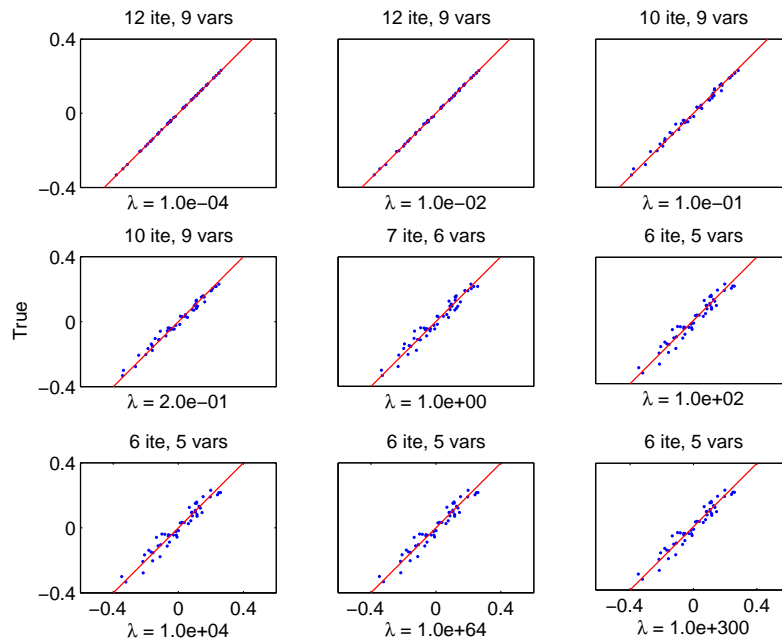 12 ite, 9 vars
12 ite, 9 vars
10 ite, 9 vars
0.4
0
−0.4
λ = 1.0e−04
λ = 1.0e−02
λ = 1.0e−01
10 ite, 9 vars
7 ite, 6 vars
6 ite, 5 vars
0.4
0
−0.4
True
λ = 2.0e−01
λ = 1.0e+00
λ = 1.0e+02
6 ite, 5 vars
6 ite, 5 vars
6 ite, 5 vars
0.4
0
−0.4
−0.4 0 0.4
−0.4 0 0.4
−0.4 0 0.4
λ = 1.0e+04
λ = 1.0e+64
λ = 1.0e+300